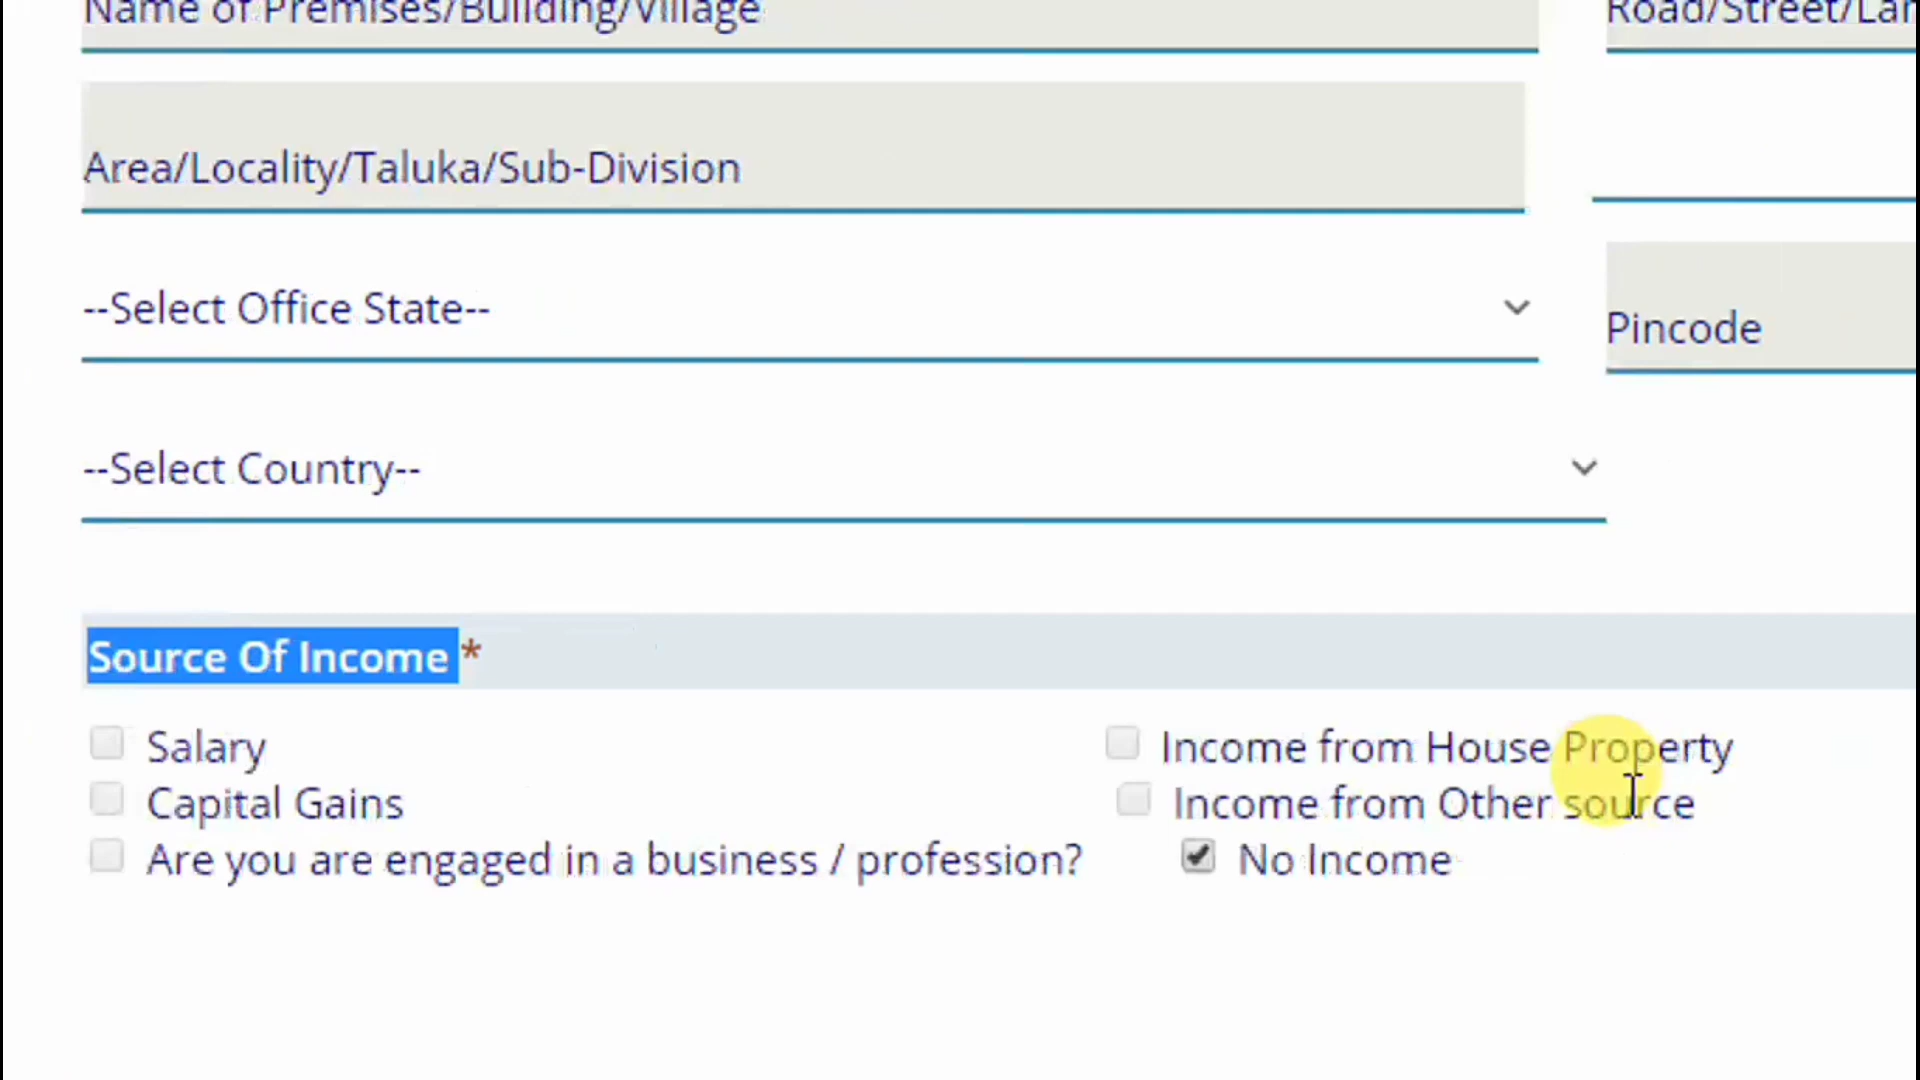 Name of Premises/Building/Village
Road/Street/Lan
Area/Locality/Taluka/Sub-Division
--Select Office State--
Pincode
--Select Country--
Source Of Income *
Salary
Income from House Property
Capital Gains
Income from Other source
Are you are engaged in a business / profession?
No Income